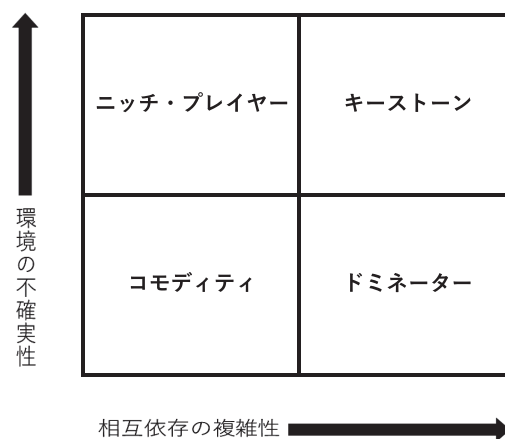 ニッチ・プレイヤー
キーストーン
コモディティ
ドミネーター
環境の不確実性
相互依存の複雑性